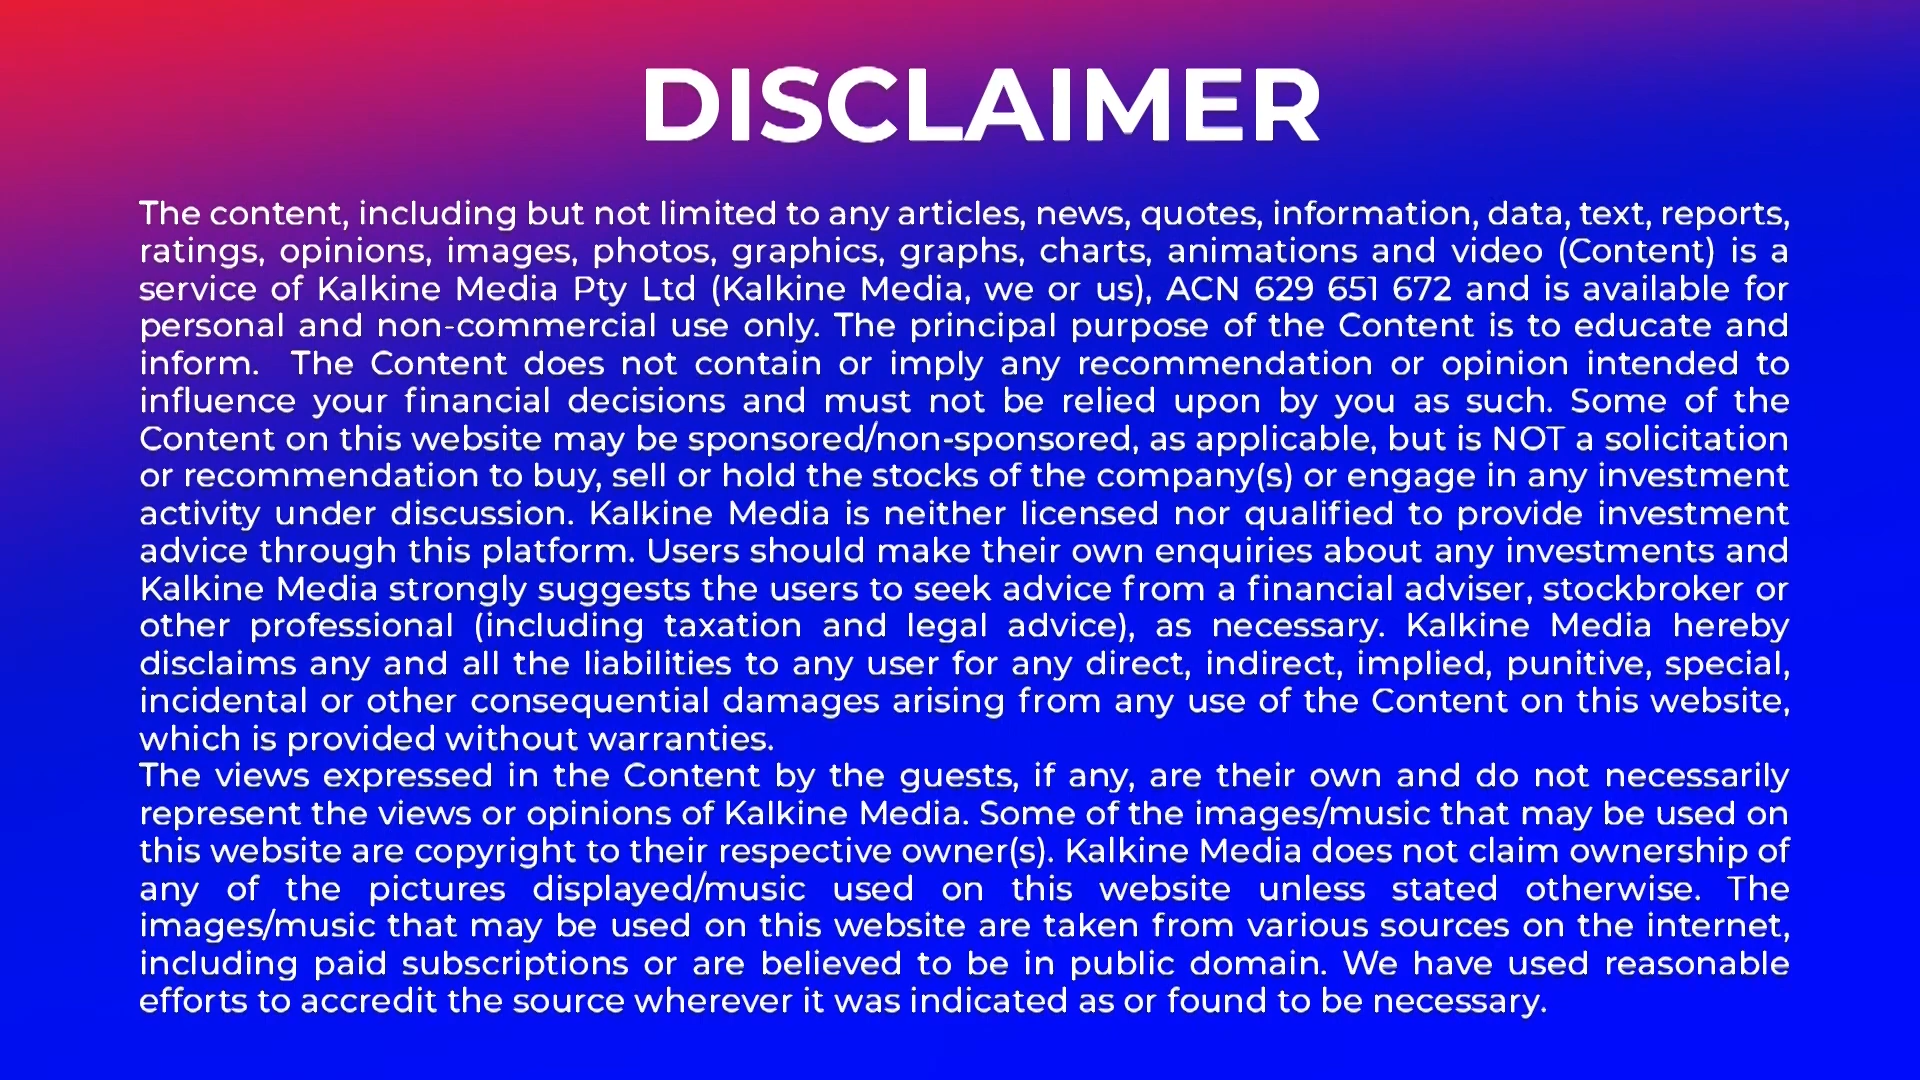 DISCLAIMER
The content, including but not limited to any articles, news, quotes, information, data, text, reports,
ratings, opinions, images, photos, graphics, graphs, charts, animations and video (Content) is a
service of Kalkine Media Pty Ltd (Kalkine Media, we or us), ACN 629 651 672 and is available for
personal and non-commercial use only. The principal purpose of the Content is to educate and
inform.  The Content does not contain or imply any recommendation or opinion intended to
influence your financial decisions and must not be relied upon by you as such. Some of the
Content on this website may be sponsored/non-sponsored, as applicable, but is NOT a solicitation
or recommendation to buy, sell or hold the stocks of the company(s) or engage in any investment
activity under discussion. Kalkine Media is neither licensed nor qualified to provide investment
advice through this platform. Users should make their own enquiries about any investments and
Kalkine Media strongly suggests the users to seek advice from a financial adviser, stockbroker or
other professional (including taxation and legal advice), as necessary. Kalkine Media hereby
disclaims any and all the liabilities to any user for any direct, indirect, implied, punitive, special,
incidental or other consequential damages arising from any use of the Content on this website,
which is provided without warranties.
The views expressed in the Content by the guests, if any, are their own and do not necessarily
represent the views or opinions of Kalkine Media. Some of the images/music that may be used on
this website are copyright to their respective owner(s). Kalkine Media does not claim ownership of
any of the pictures displayed/music used on this website unless stated otherwise. The
images/music that may be used on this website are taken from various sources on the internet,
including paid subscriptions or are believed to be in public domain. We have used reasonable
efforts to accredit the source wherever it was indicated as or found to be necessary.